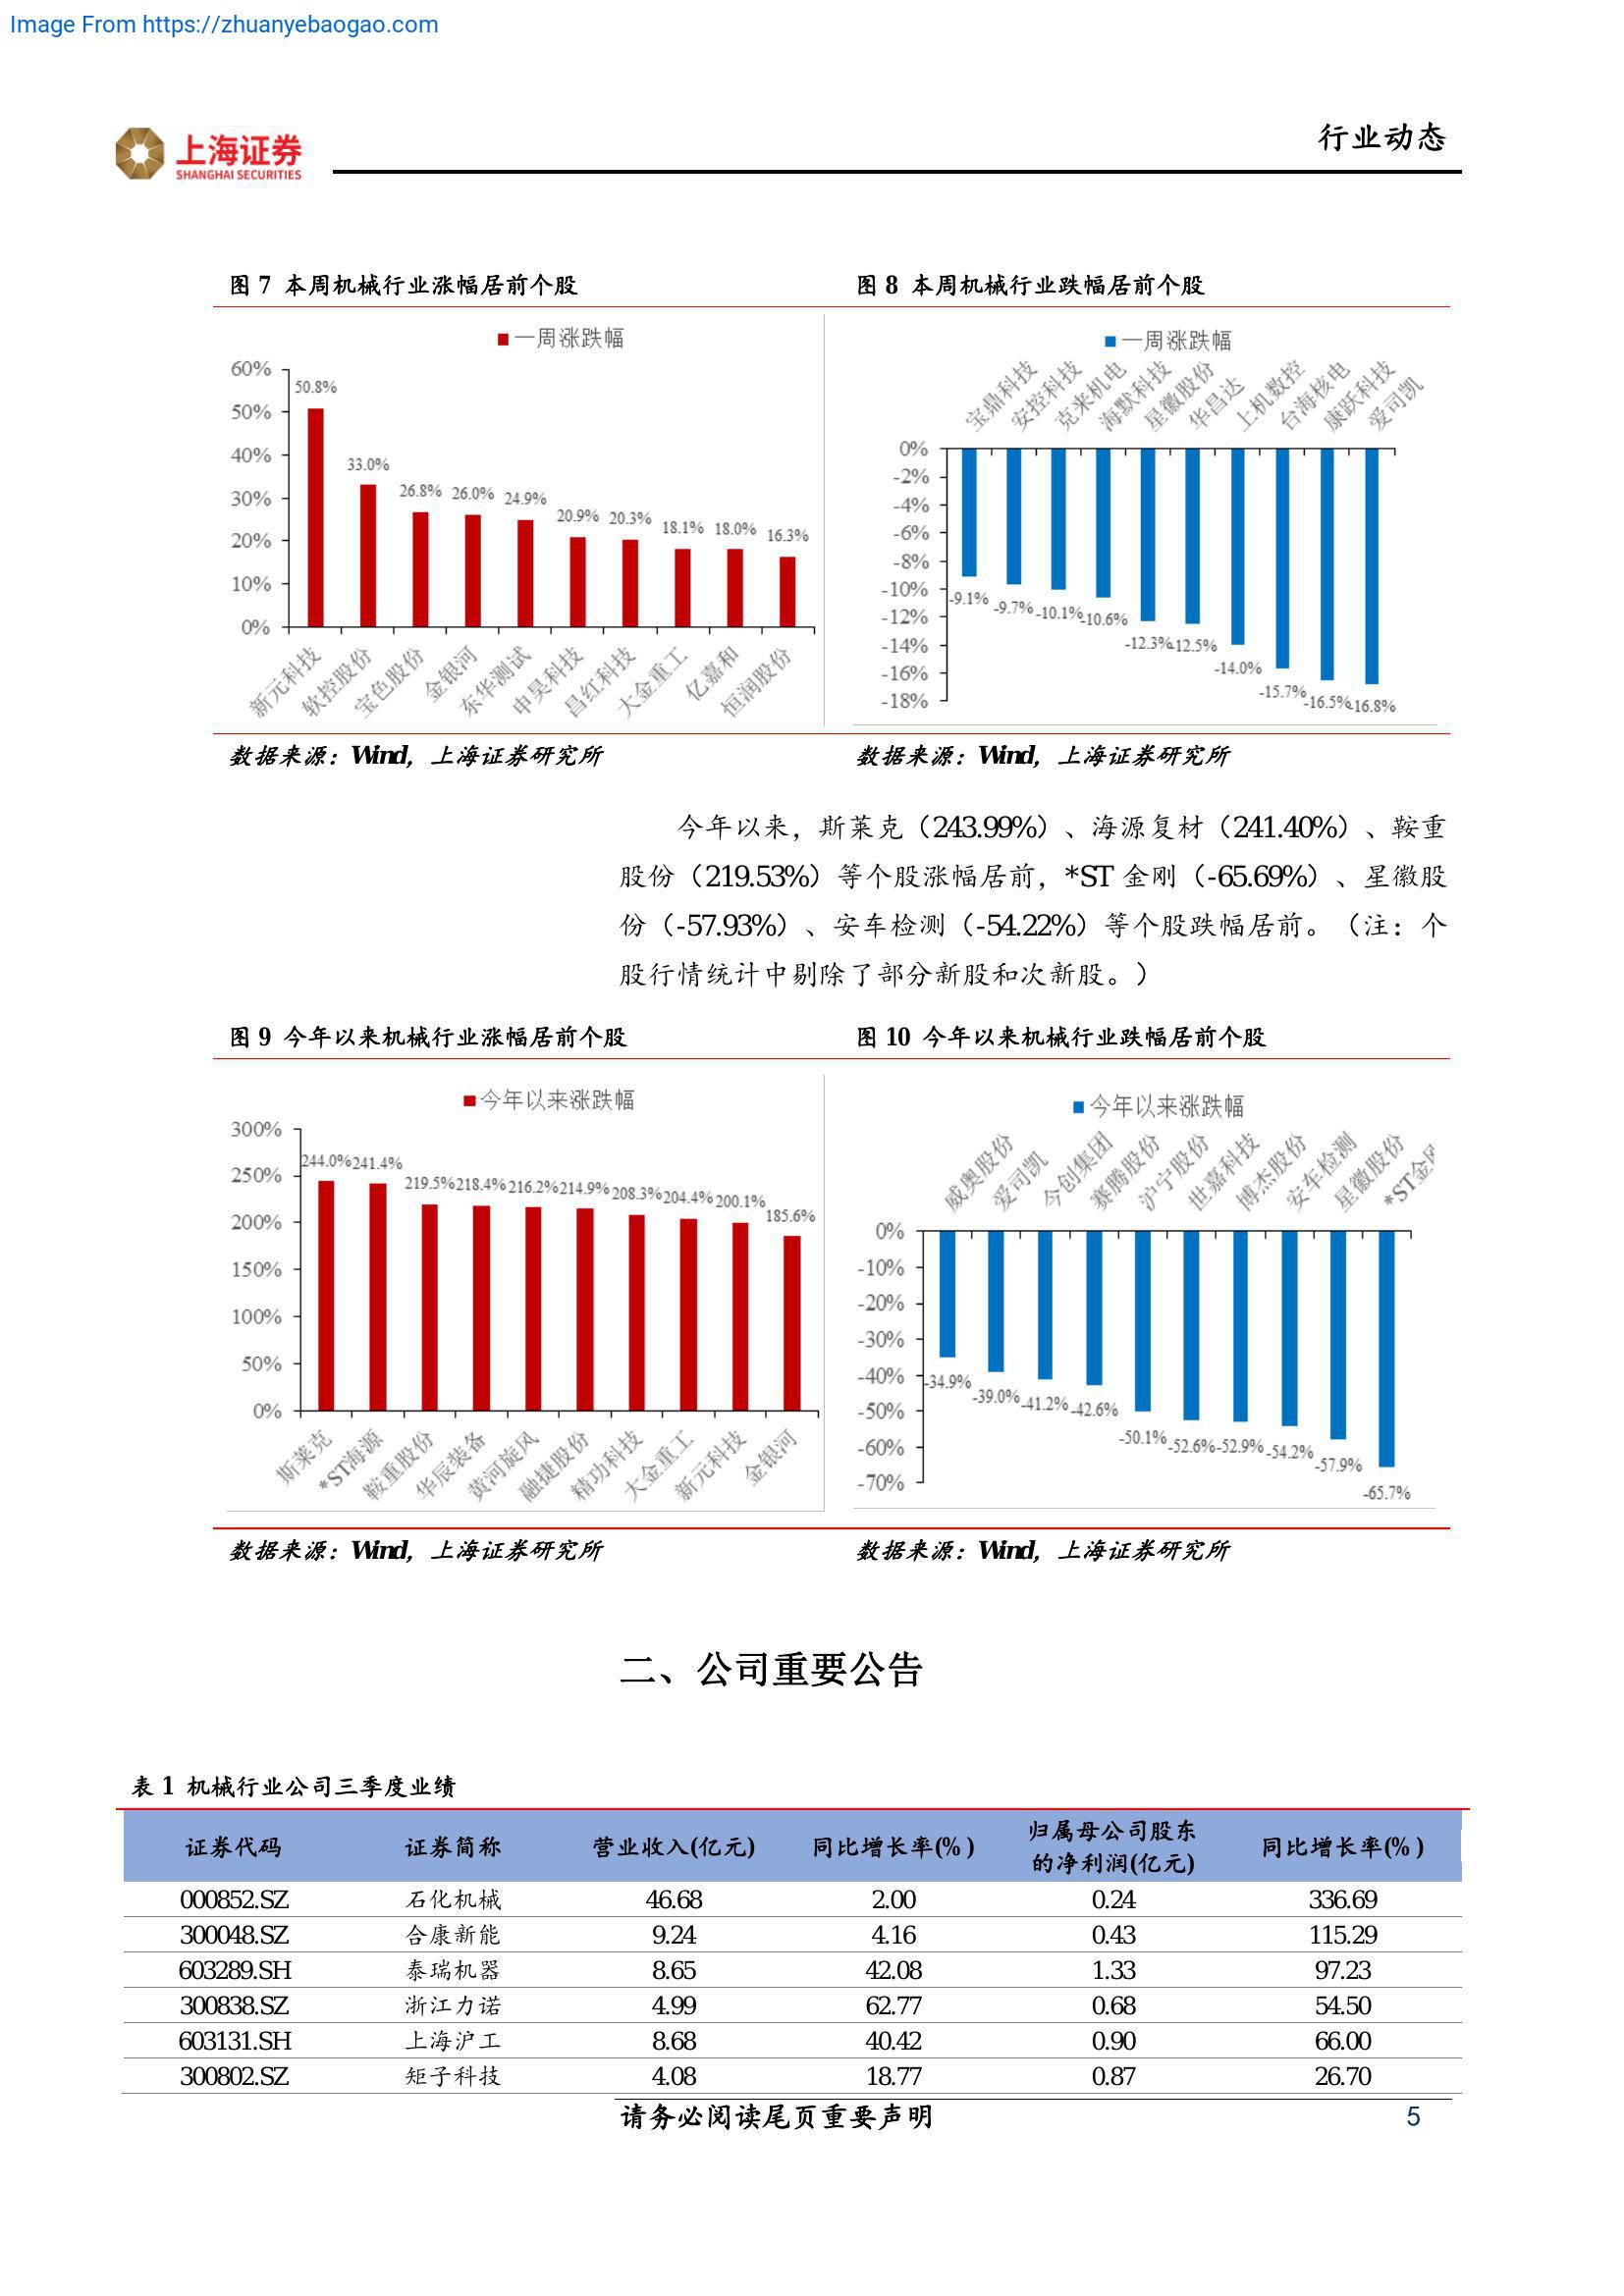 Image From https://zhuanyebaogao.com
上海证券
SHANGHAI SECURITIES
行业动态
图 7 本周机械行业涨幅居前个股
一周涨跌幅
60%
50%
40%
30%
20%
10%
0%
50.8%
33.0%
26.8%
26.0%
24.9%
20.9%
20.3%
18.1%
18.0%
16.3%
新元科技
软控股份
宝色股份
金银河
东华测试
申昊科技
昌红科技
大金重工
亿嘉和
恒润股份
数据来源：Wind，上海证券研究所
图 8 本周机械行业跌幅居前个股
一周涨跌幅
宝鼎科技
安控科技
克来机电
海默科技
星徽股份
华昌达
上机数控
台海核电
康跃科技
爱司凯
0%
-2%
-4%
-6%
-8%
-10%
-12%
-14%
-16%
-18%
-9.1%
-9.7%
-10.1%
-10.6%
-12.3%
-12.5%
-14.0%
-15.7%
-16.5%
-16.8%
数据来源：Wind，上海证券研究所
今年以来，斯莱克（243.99%）、海源复材（241.40%）、鞍重
股份（219.53%）等个股涨幅居前，*ST 金刚（-65.69%）、星徽股
份（-57.93%）、安车检测（-54.22%）等个股跌幅居前。（注：个
股行情统计中剔除了部分新股和次新股。）
图 9 今年以来机械行业涨幅居前个股
今年以来涨跌幅
300%
250%
200%
150%
100%
50%
0%
244.0%
241.4%
219.5%
218.4%
216.2%
214.9%
208.3%
204.4%
200.1%
185.6%
斯莱克
*ST海源
鞍重股份
华辰装备
黄河旋风
融捷股份
精功科技
大金重工
新元科技
金银河
数据来源：Wind，上海证券研究所
图 10 今年以来机械行业跌幅居前个股
今年以来涨跌幅
威奥股份
爱司凯
今创集团
赛腾股份
沪宁股份
世嘉科技
博杰股份
安车检测
星徽股份
*ST金
0%
-10%
-20%
-30%
-40%
-50%
-60%
-70%
-34.9%
-39.0%
-41.2%
-42.6%
-50.1%
-52.6%
-52.9%
-54.2%
-57.9%
-65.7%
数据来源：Wind，上海证券研究所
二、公司重要公告
表 1 机械行业公司三季度业绩
证券代码 证券简称 营业收入(亿元) 同比增长率(%) 归属母公司股东的净利润(亿元) 同比增长率(%)
000852.SZ 石化机械 46.68 2.00 0.24 336.69
300048.SZ 合康新能 9.24 4.16 0.43 115.29
603289.SH 泰瑞机器 8.65 42.08 1.33 97.23
300838.SZ 浙江力诺 4.99 62.77 0.68 54.50
603131.SH 上海沪工 8.68 40.42 0.90 66.00
300802.SZ 矩子科技 4.08 18.77 0.87 26.70
请务必阅读尾页重要声明
5